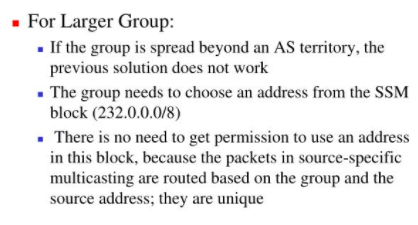 For Larger Group:
If the group is spread beyond an AS territory, the
previous solution does not work
The group needs to choose an address from the SSM
block (232.0.0.0/8)
There is no need to get permission to use an address
in this block, because the packets in source-specific
multicasting are routed based on the group and the
source address; they are unique